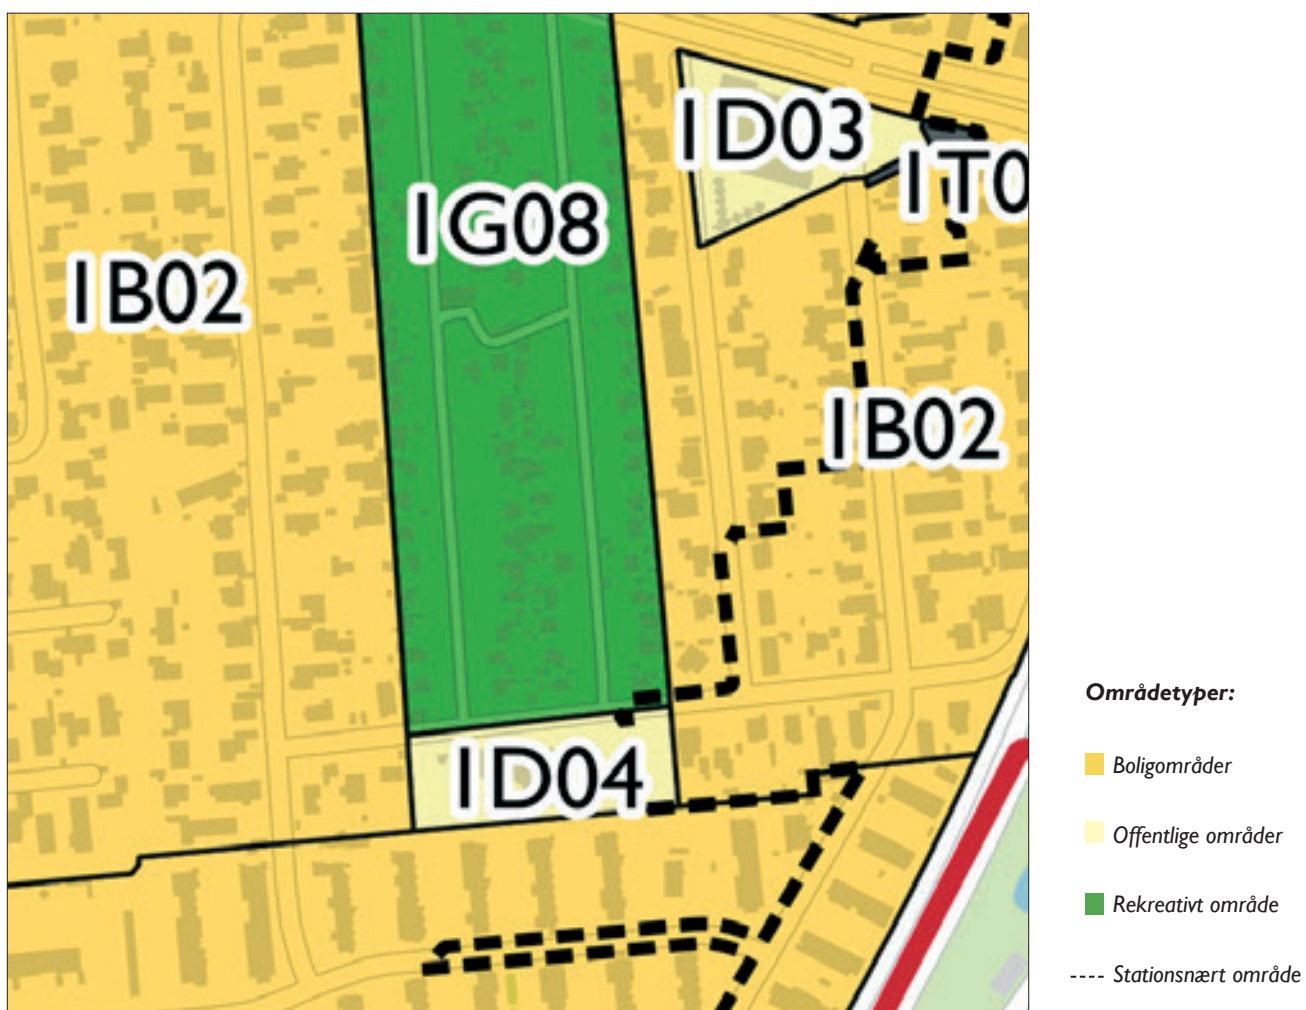 1D03
1T0
1G08
1B02
1B02
1D04
Områdetyper:
Boligområder
Offentlige områder
Rekreativt område
---- Stationsnært område